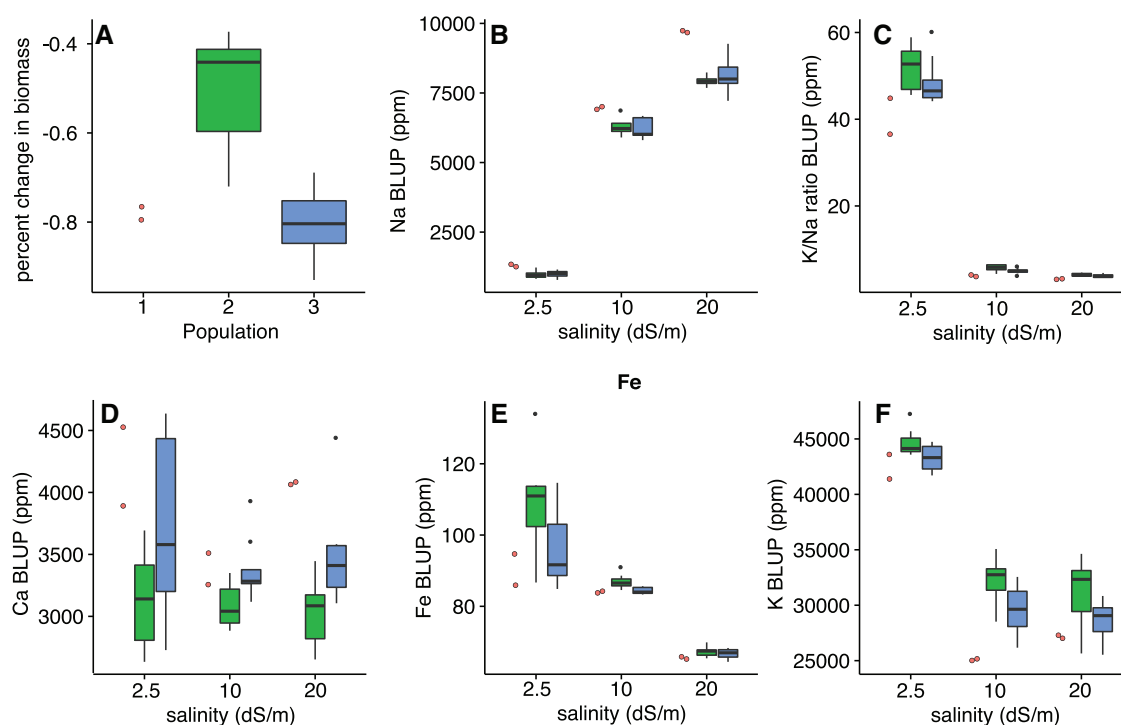 A
percent change in biomass
-0.4
-0.6
-0.8
1 2 3
Population
B
Na BLUP (ppm)
10000
7500
5000
2500
2.5 10 20
salinity (dS/m)
C
K/Na ratio BLUP (ppm)
60
40
20
2.5 10 20
salinity (dS/m)
D
Ca BLUP (ppm)
4500
4000
3500
3000
2.5 10 20
salinity (dS/m)
Fe
E
Fe BLUP (ppm)
120
100
80
2.5 10 20
salinity (dS/m)
F
K BLUP (ppm)
45000
40000
35000
30000
25000
2.5 10 20
salinity (dS/m)